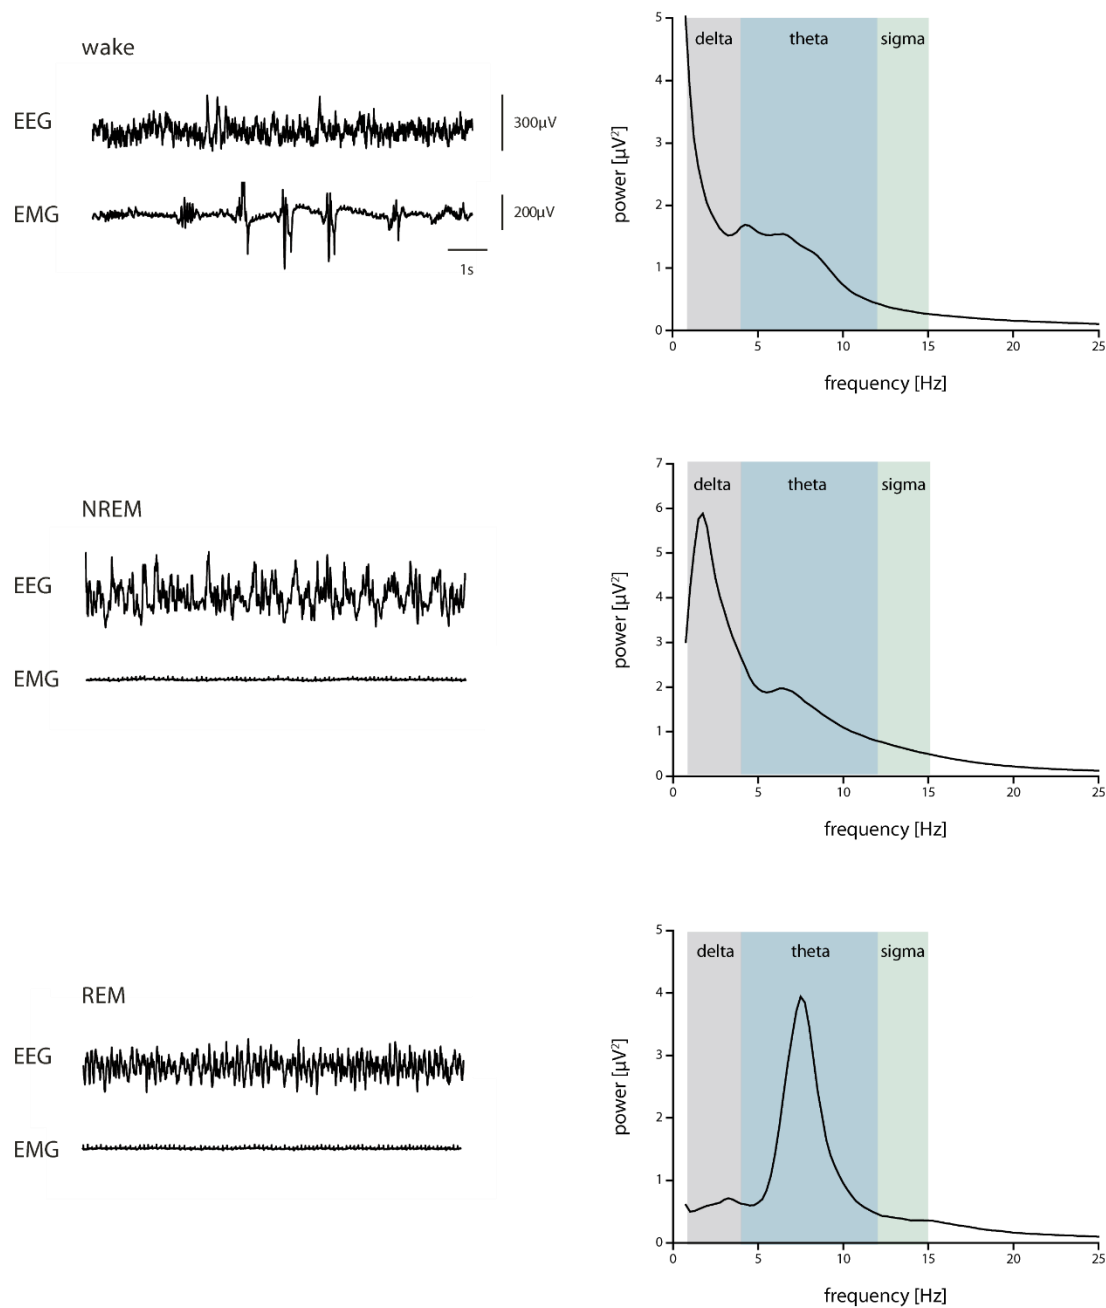 wake
EEG
300µV
EMG
200µV
1s
5
4
3
2
1
0
power [µV²]
delta theta sigma
0 5 10 15 20 25
frequency [Hz]
NREM
EEG
EMG
7
6
5
4
3
2
1
0
power [µV²]
delta theta sigma
0 5 10 15 20 25
frequency [Hz]
REM
EEG
EMG
5
4
3
2
1
0
power [µV²]
delta theta sigma
0 5 10 15 20 25
frequency [Hz]